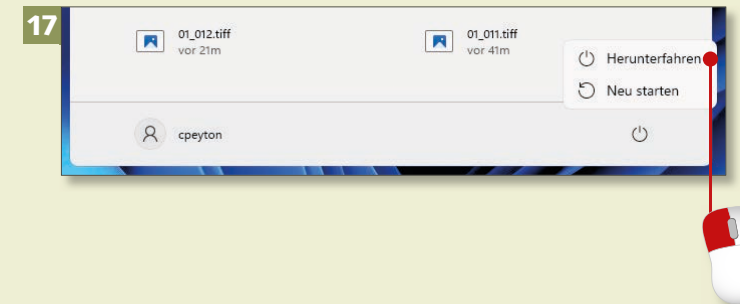 17
01_012.tiff
vor 21m
01_011.tiff
vor 41m
Herunterfahren
Neu starten
cpeyton